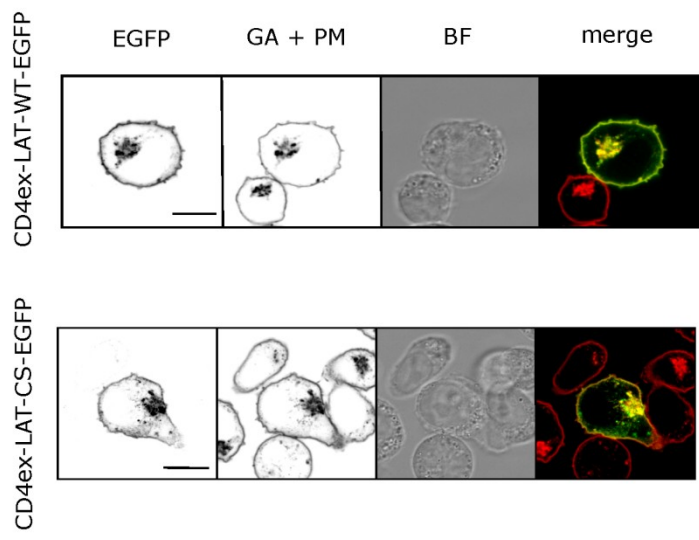 EGFP GA + PM BF merge
CD4ex-LAT-WT-EGFP
CD4ex-LAT-CS-EGFP